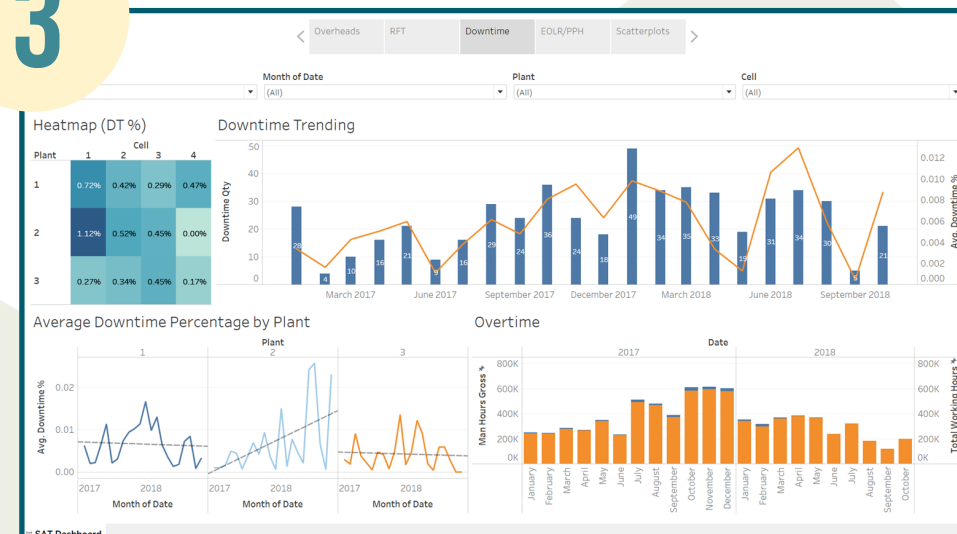 3
Overheads RFT Downtime EOLR/PPH Scatterplots
Month of Date Plant Cell
(All) (All) (All)
Heatmap (DT %)
Cell
Plant 1 2 3 4
1 0.72% 0.42% 0.29% 0.47%
2 1.12% 0.52% 0.45% 0.00%
3 0.27% 0.34% 0.45% 0.17%
Downtime Trending
Downtime Qty
50
40
30
20
10
0
28 4 10 16 21 9 16 29 24 36 24 18 49 34 35 33 19 31 34 30 5 21
0.012
0.010
0.008
0.006
0.004
0.002
0.000
Avg. Downtime %
March 2017 June 2017 September 2017 December 2017 March 2018 June 2018 September 2018
Average Downtime Percentage by Plant
Plant
1 2 3
Avg. Downtime %
0.02
0.01
0.00
2017 2018 2017 2018 2017 2018
Month of Date Month of Date Month of Date
Overtime
Date
2017 2018
Man Hours Gross
800K
600K
400K
200K
0K
800K
600K
400K
200K
0K
Total Working Hours
January February March April May June July August September October November December January February March April May June July August September October
SAT Dashboard